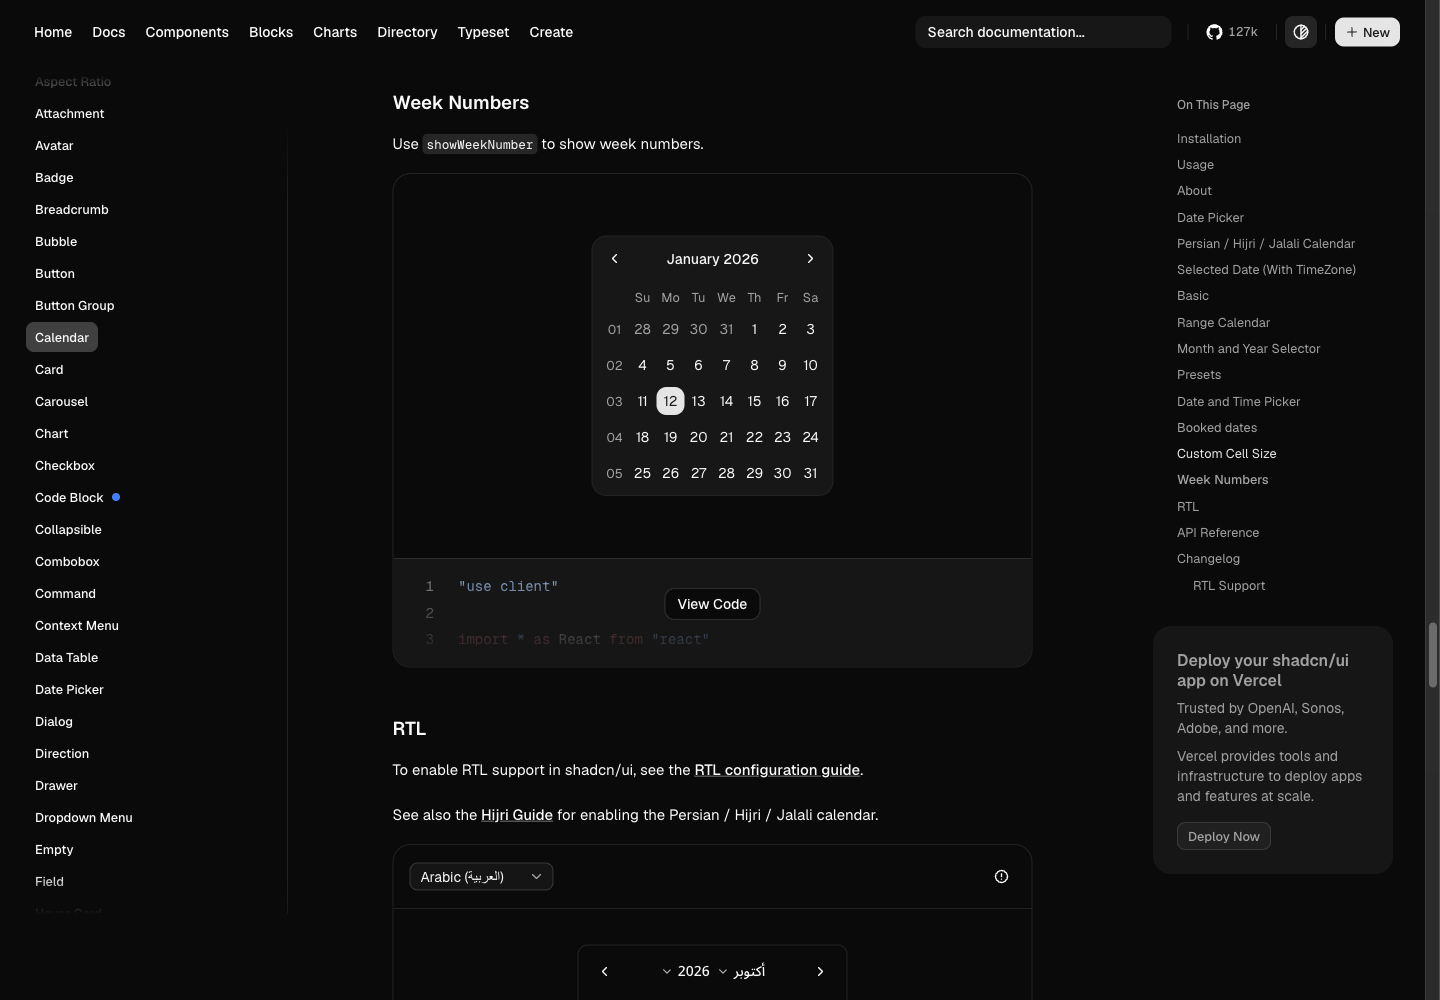 Home Docs Components Blocks Charts Directory Typeset Create
Search documentation...
127k
New
Aspect Ratio
Attachment
Avatar
Badge
Breadcrumb
Bubble
Button
Button Group
Calendar
Card
Carousel
Chart
Checkbox
Code Block
Collapsible
Combobox
Command
Context Menu
Data Table
Date Picker
Dialog
Direction
Drawer
Dropdown Menu
Empty
Field
Week Numbers
Use showWeekNumber to show week numbers.
January 2026
Su Mo Tu We Th Fr Sa
01 28 29 30 31 1 2 3
02 4 5 6 7 8 9 10
03 11 12 13 14 15 16 17
04 18 19 20 21 22 23 24
05 25 26 27 28 29 30 31
1 "use client"
2
3 import * as React from "react"
View Code
RTL
To enable RTL support in shadcn/ui, see the RTL configuration guide.
See also the Hijri Guide for enabling the Persian / Hijri / Jalali calendar.
Arabic (العربية)
أكتوبر 2026
On This Page
Installation
Usage
About
Date Picker
Persian / Hijri / Jalali Calendar
Selected Date (With TimeZone)
Basic
Range Calendar
Month and Year Selector
Presets
Date and Time Picker
Booked dates
Custom Cell Size
Week Numbers
RTL
API Reference
Changelog
RTL Support
Deploy your shadcn/ui
app on Vercel
Trusted by OpenAI, Sonos,
Adobe, and more.
Vercel provides tools and
infrastructure to deploy apps
and features at scale.
Deploy Now